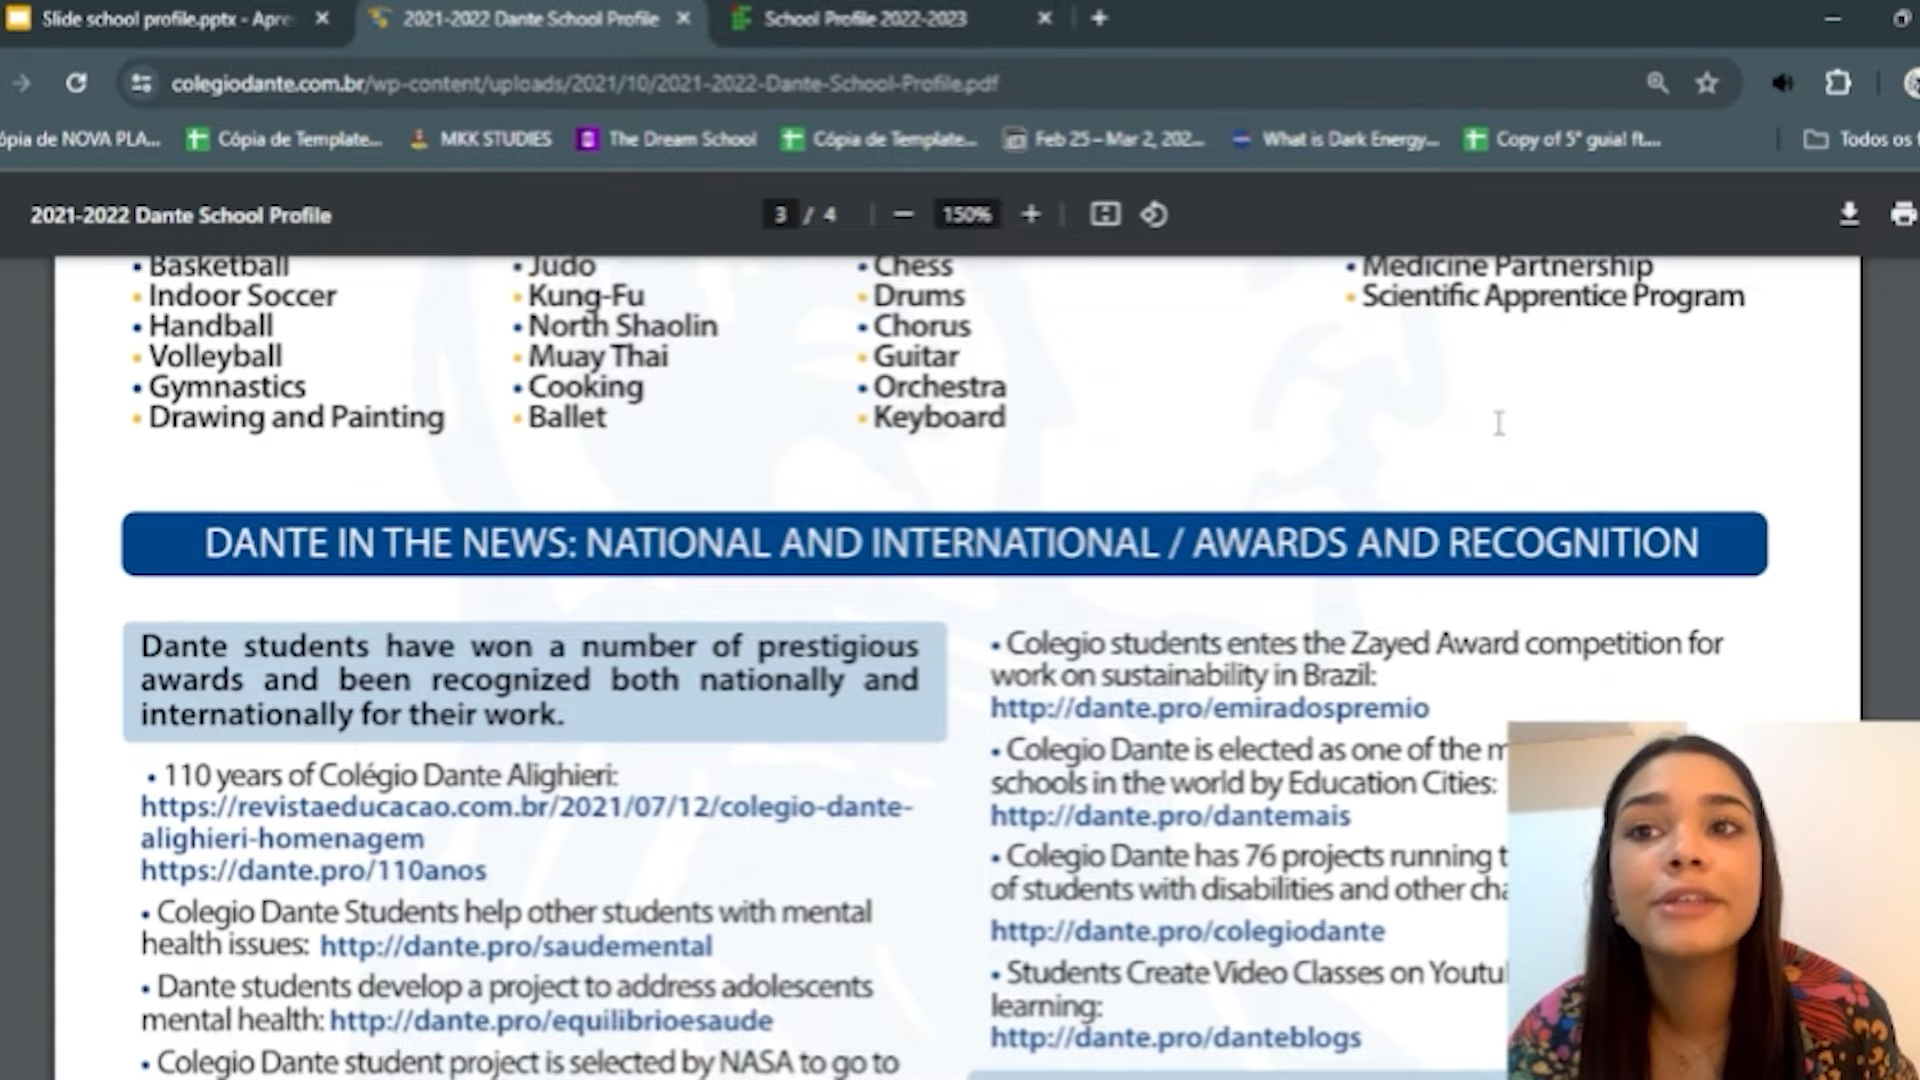 Slide school profile.pptx - Apre
2021-2022 Dante School Profile
School Profile 2022-2023
colegiodante.com.br/wp-content/uploads/2021/10/2021-2022-Dante-School-Profile.pdf
ópia de NOVA PLA...
Cópia de Template...
MKK STUDIES
The Dream School
Cópia de Template...
Feb 25 – Mar 2, 202...
What is Dark Energy...
Copy of 5° guial ft....
Todos os f
2021-2022 Dante School Profile
3 / 4
150%
• Basketball
• Indoor Soccer
• Handball
• Volleyball
• Gymnastics
• Drawing and Painting
• Judo
• Kung-Fu
• North Shaolin
• Muay Thai
• Cooking
• Ballet
• Chess
• Drums
• Chorus
• Guitar
• Orchestra
• Keyboard
• Medicine Partnership
• Scientific Apprentice Program
DANTE IN THE NEWS: NATIONAL AND INTERNATIONAL / AWARDS AND RECOGNITION
Dante students have won a number of prestigious
awards and been recognized both nationally and
internationally for their work.
• 110 years of Colégio Dante Alighieri:
https://revistaeducacao.com.br/2021/07/12/colegio-dante-
alighieri-homenagem
https://dante.pro/110anos
• Colegio Dante Students help other students with mental
health issues: http://dante.pro/saudemental
• Dante students develop a project to address adolescents
mental health: http://dante.pro/equilibrioesaude
• Colegio Dante student project is selected by NASA to go to
• Colegio students entes the Zayed Award competition for
work on sustainability in Brazil:
http://dante.pro/emiradospremio
• Colegio Dante is elected as one of the m
schools in the world by Education Cities:
http://dante.pro/dantemais
• Colegio Dante has 76 projects running t
of students with disabilities and other cha
http://dante.pro/colegiodante
• Students Create Video Classes on Youtu
learning:
http://dante.pro/danteblogs